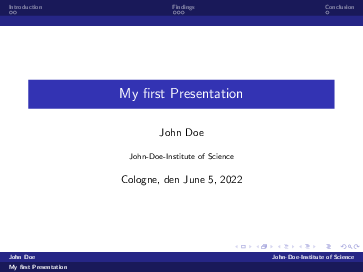 Introduction Findings Conclusion
My first Presentation
John Doe
John-Doe-Institute of Science
Cologne, den June 5, 2022
John Doe John-Doe-Institute of Science
My first Presentation